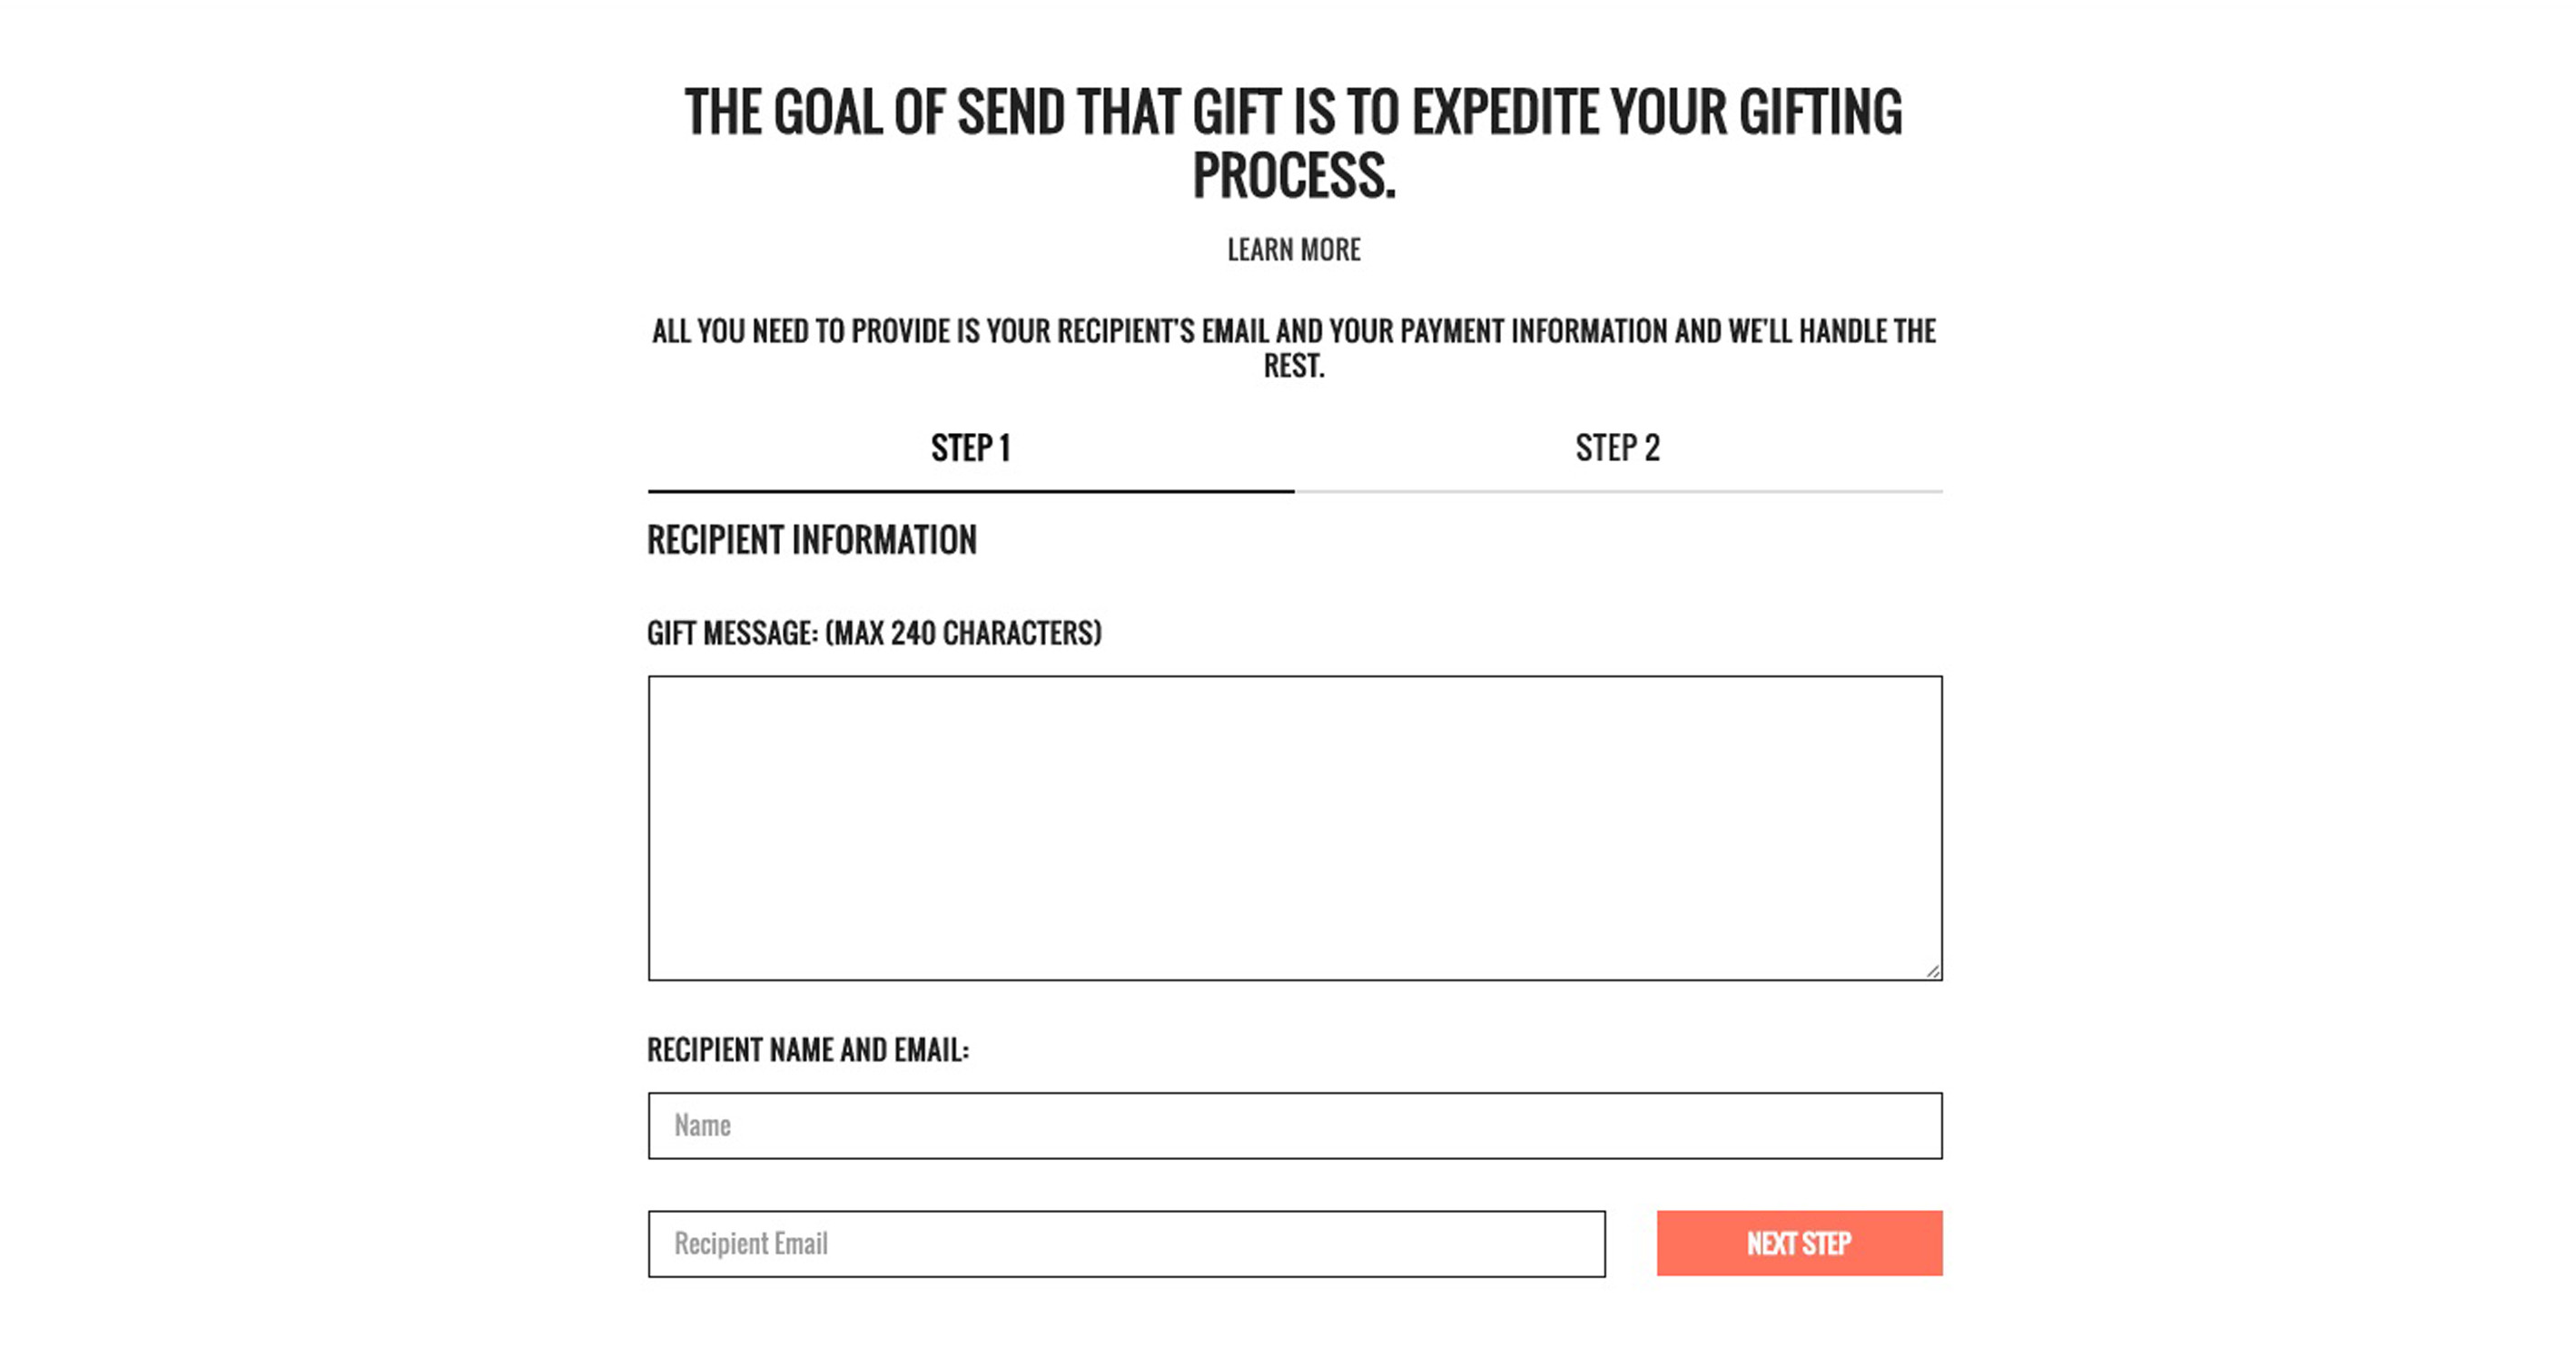 THE GOAL OF SEND THAT GIFT IS TO EXPEDITE YOUR GIFTING
PROCESS.
LEARN MORE
ALL YOU NEED TO PROVIDE IS YOUR RECIPIENT'S EMAIL AND YOUR PAYMENT INFORMATION AND WE'LL HANDLE THE
REST.
STEP 1
STEP 2
RECIPIENT INFORMATION
GIFT MESSAGE: (MAX 240 CHARACTERS)
RECIPIENT NAME AND EMAIL:
Name
Recipient Email
NEXT STEP